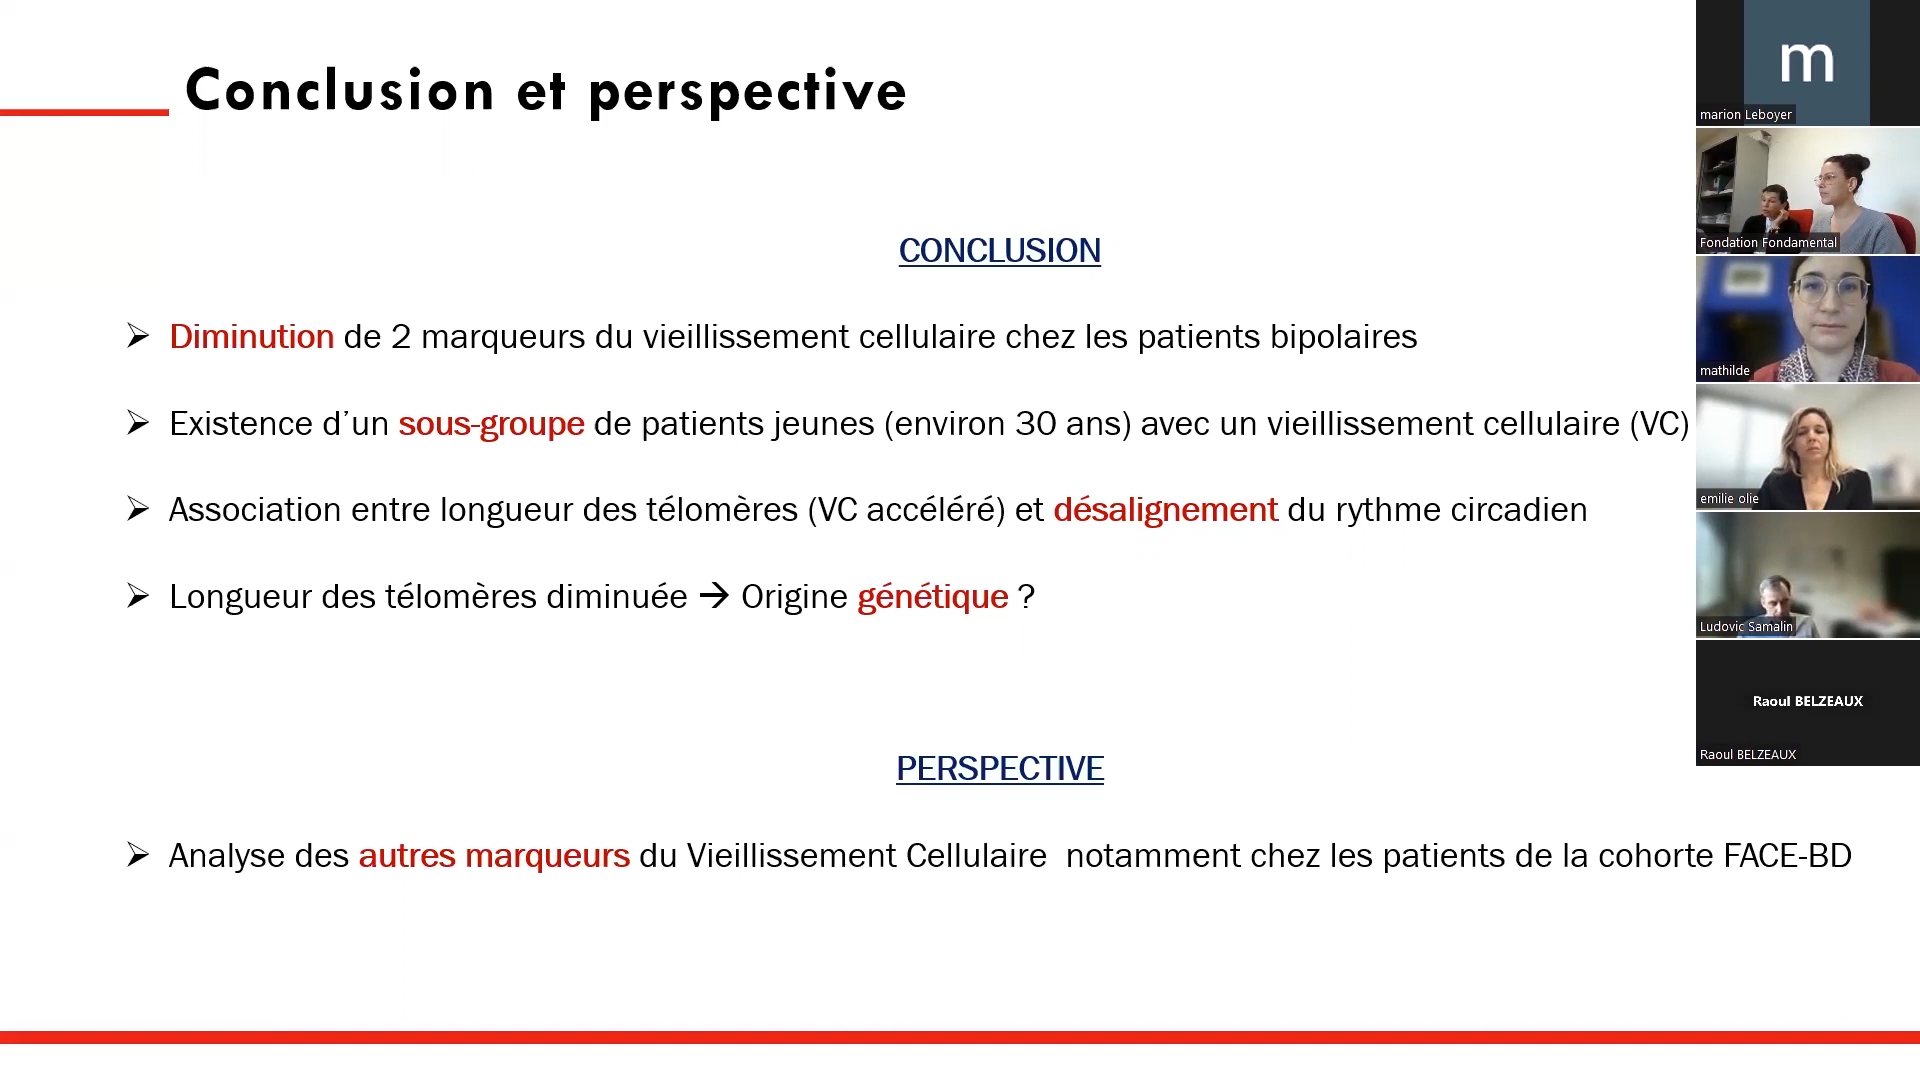 Conclusion et perspective
CONCLUSION
Diminution de 2 marqueurs du vieillissement cellulaire chez les patients bipolaires
Existence d’un sous-groupe de patients jeunes (environ 30 ans) avec un vieillissement cellulaire (VC)
Association entre longueur des télomères (VC accéléré) et désalignement du rythme circadien
Longueur des télomères diminuée → Origine génétique ?
PERSPECTIVE
Analyse des autres marqueurs du Vieillissement Cellulaire notamment chez les patients de la cohorte FACE-BD
m
marion Leboyer
Fondation Fondamental
mathilde
emilie olie
Ludovic Samalin
Raoul BELZEAUX
Raoul BELZEAUX